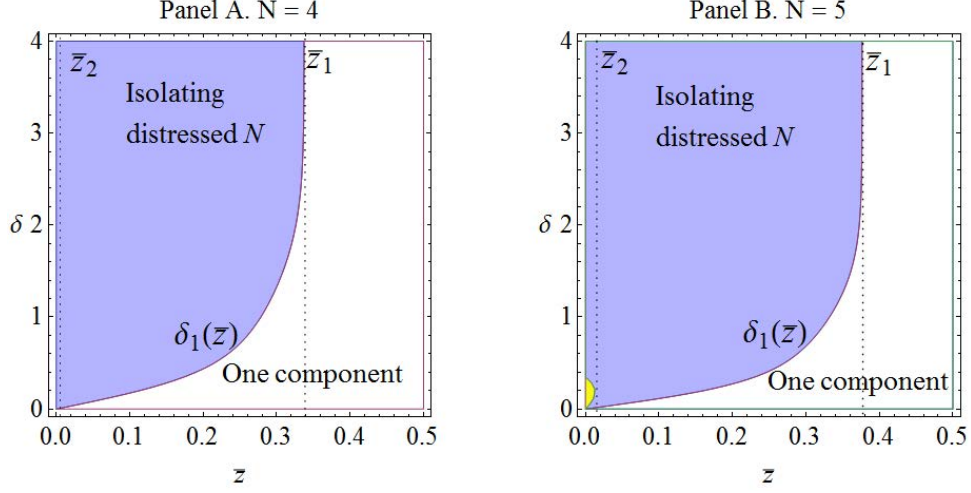 Panel A. N = 4
4
3
δ 2
1
0
z̅₂
z̅₁
Isolating
distressed N
δ₁(z̅)
One component
0.0 0.1 0.2 0.3 0.4 0.5
z̅
Panel B. N = 5
4
3
δ 2
1
0
z̅₂
z̅₁
Isolating
distressed N
δ₁(z̅)
One component
0.0 0.1 0.2 0.3 0.4 0.5
z̅